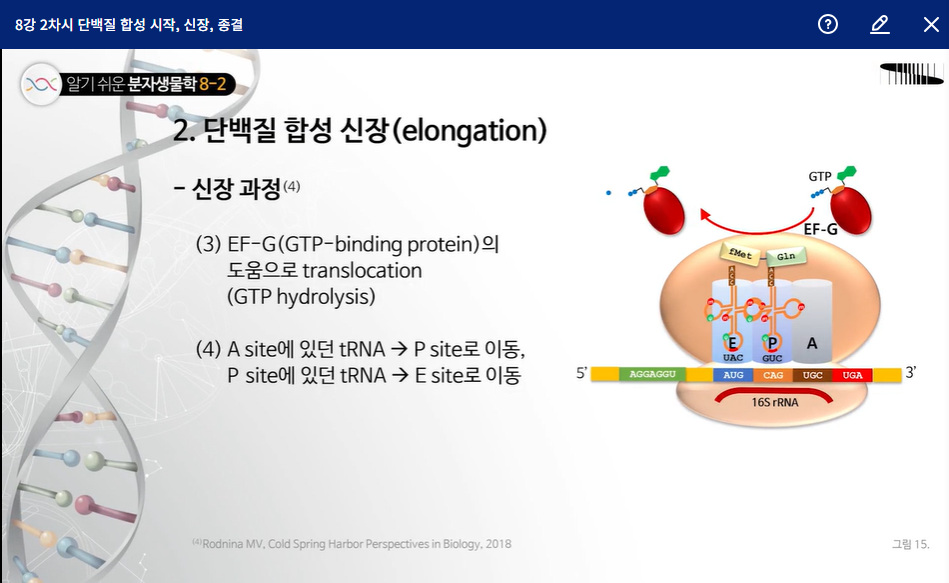 8강 2차시 단백질 합성 시작, 신장, 종결
알기 쉬운 분자생물학 8-2
2. 단백질 합성 신장(elongation)
- 신장 과정(4)
(3) EF-G(GTP-binding protein)의
도움으로 translocation
(GTP hydrolysis)
(4) A site에 있던 tRNA → P site로 이동,
P site에 있던 tRNA → E site로 이동
GTP
EF-G
fMet
Gln
A
C
C
A
C
C
E
P
A
UAC
GUC
5’
AGGAGGU
AUG
CAG
UGC
UGA
3’
16S rRNA
(4)Rodnina MV, Cold Spring Harbor Perspectives in Biology, 2018
그림 15.